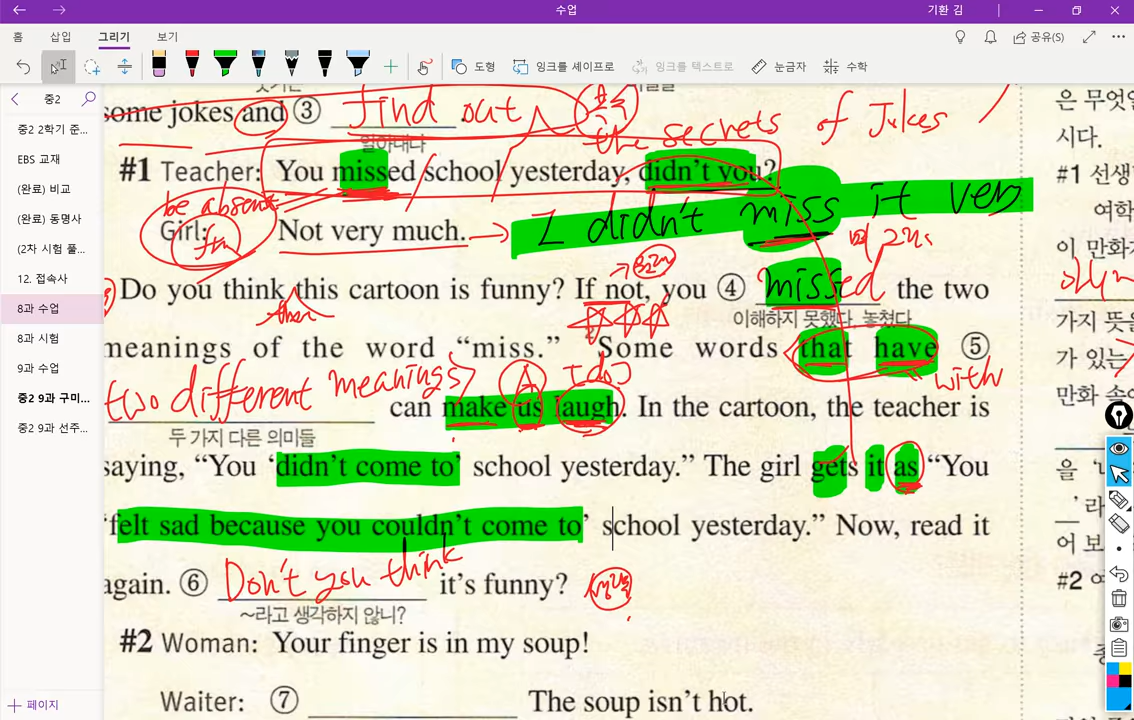 수업
기환 김
홈 삽입 그리기 보기
공유(S)
도형 잉크를 셰이프로 잉크를 텍스트로 눈금자 수학
중2
중2 2학기 준...
EBS 교재
(완료) 비교
(완료) 동명사
(2차 시험 풀...
12. 접속사
8과 수업
8과 시험
9과 수업
중2 9과 구미...
중2 9과 선주...
페이지
some jokes and ③ find out
알아내다
the secrets of Jokes
#1 Teacher: You missed school yesterday, didn't you?
be absent
Girl: Not very much. → I didn't miss it very
Do you think this cartoon is funny? If not, you ④ missed the two
that
이해하지 못했다, 놓쳤다
meanings of the word “miss.” Some words that have ⑤
with
two different meanings can make us laugh. In the cartoon, the teacher is
두 가지 다른 의미들
saying, “You ‘didn't come to’ school yesterday.” The girl gets it as “You
‘felt sad because you couldn't come to’ school yesterday.” Now, read it
again. ⑥ Don't you think it's funny?
~라고 생각하지 않니?
#2 Woman: Your finger is in my soup!
Waiter: ⑦ The soup isn't hot.
은 무엇일
시다.
#1 선생
여학
이 만화
가지 뜻을
가 있는
만화 속
을 '
' 라
어 보
#2 여